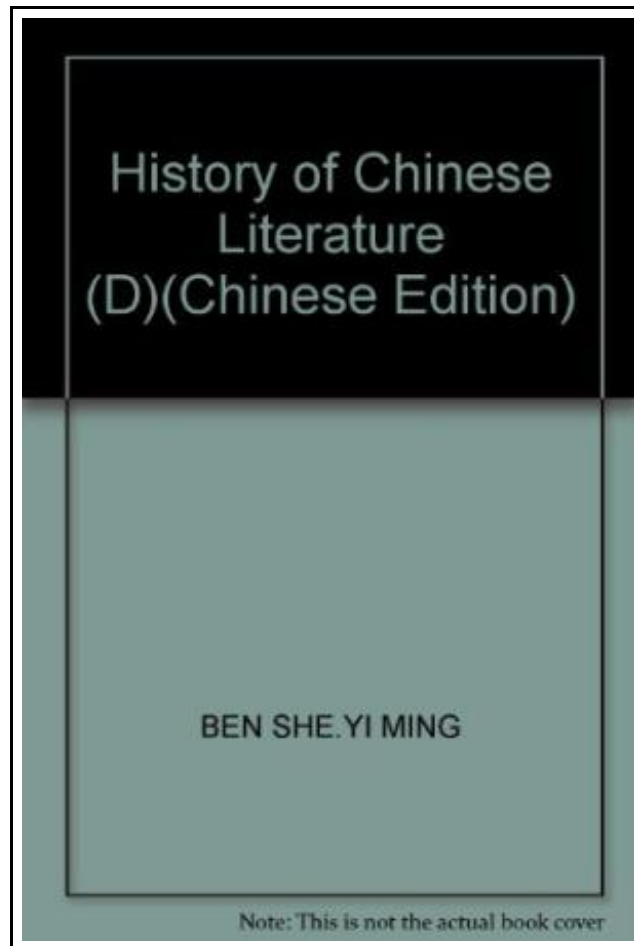 History of Chinese
Literature
(D)(Chinese Edition)
BEN SHE.YI MING
Note: This is not the actual book cover